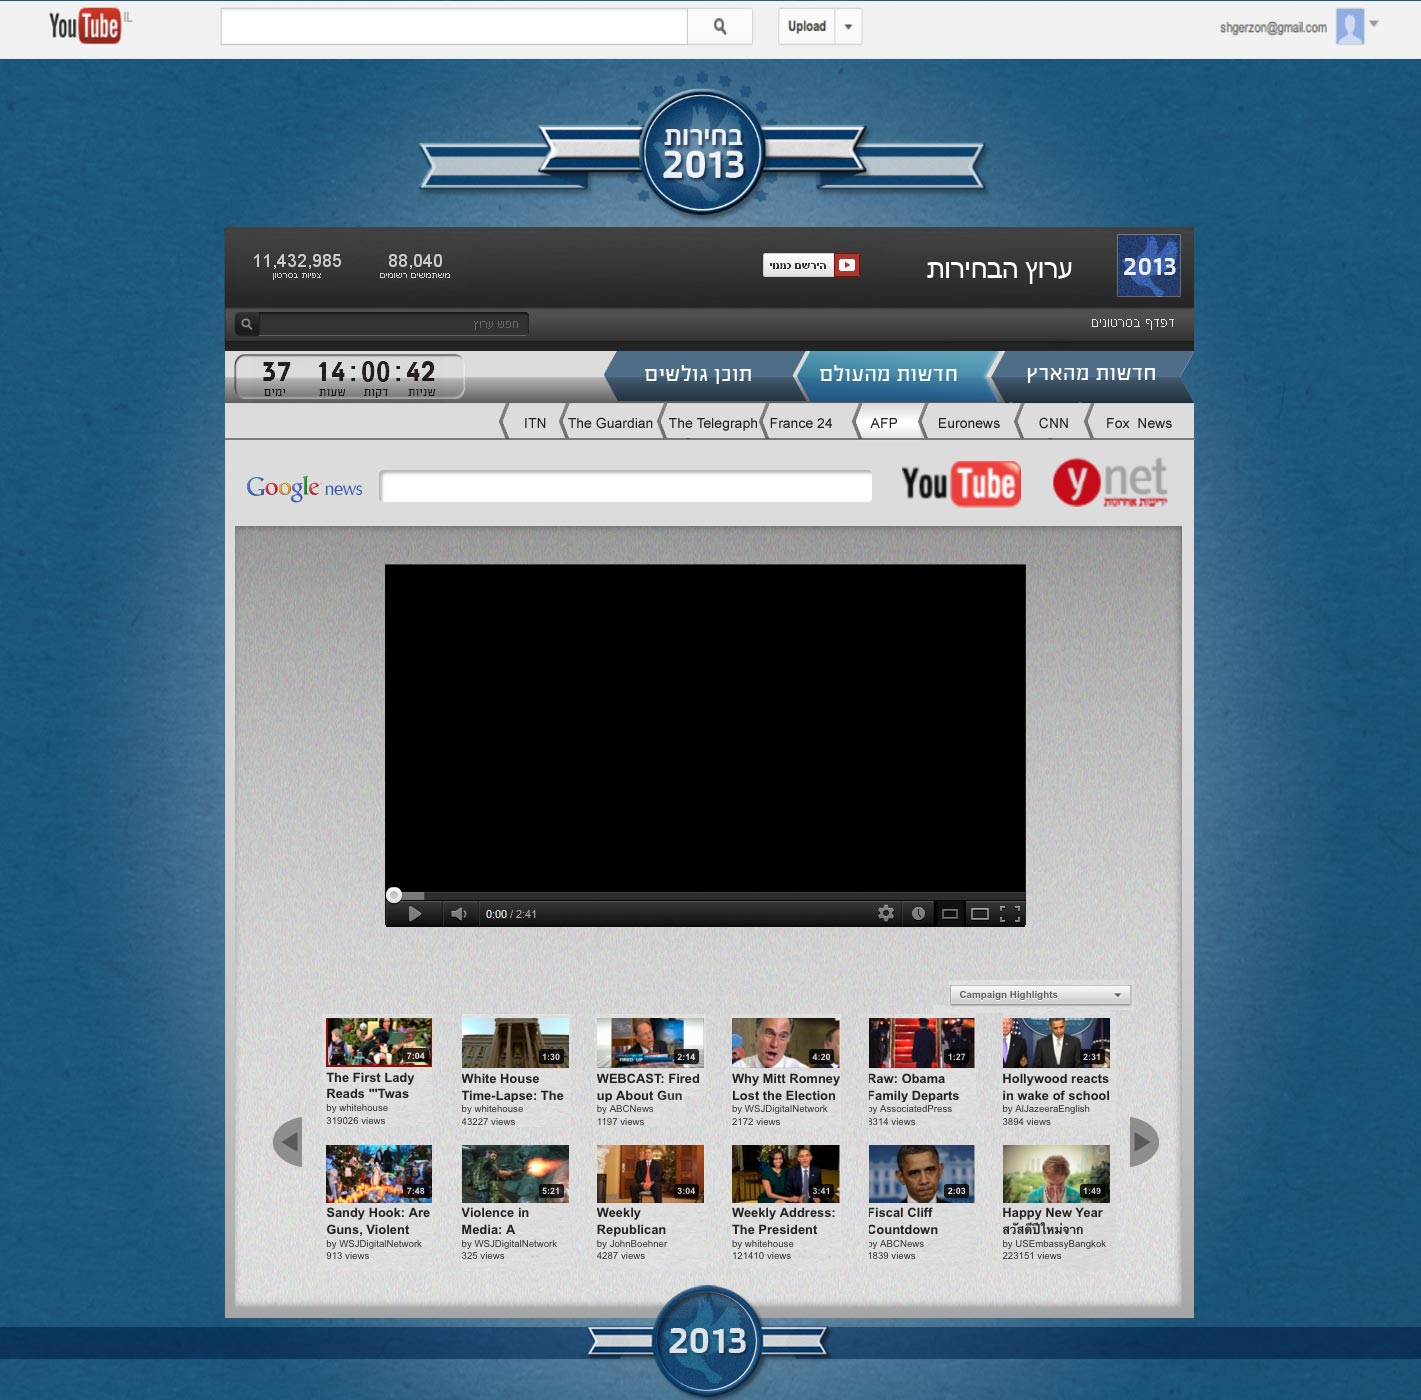 YouTube IL
Upload
shgerzon@gmail.com
בחירות
2013
11,432,985
צפיות בסרטון
88,040
משתמשים רשומים
הירשם כמנוי
ערוץ הבחירות
2013
חפש ערוץ
דפדף בסרטונים
37 14:00:42
ימים שעות דקות שניות
חדשות מהארץ
חדשות מהעולם
תוכן גולשים
ITN The Guardian The Telegraph France 24 AFP Euronews CNN Fox News
Google news
YouTube
ynet
ידיעות אחרונות
0:00 / 2:41
Campaign Highlights
7:04
The First Lady
Reads "'Twas
by whitehouse
319026 views
1:30
White House
Time-Lapse: The
by whitehouse
43227 views
FIRED UP
2:14
WEBCAST: Fired
up About Gun
by ABCNews
1197 views
4:20
Why Mitt Romney
Lost the Election
by WSJDigitalNetwork
2172 views
1:27
Raw: Obama
Family Departs
by AssociatedPress
3314 views
2:31
Hollywood reacts
in wake of school
by AlJazeeraEnglish
3894 views
7:48
Sandy Hook: Are
Guns, Violent
by WSJDigitalNetwork
913 views
5:21
Violence in
Media: A
by WSJDigitalNetwork
325 views
3:04
Weekly
Republican
by JohnBoehner
4287 views
3:41
Weekly Address:
The President
by whitehouse
121410 views
2:03
Fiscal Cliff
Countdown
by ABCNews
1839 views
1:49
Happy New Year
สวัสดีปีใหม่จาก
by USEmbassyBangkok
223151 views
2013